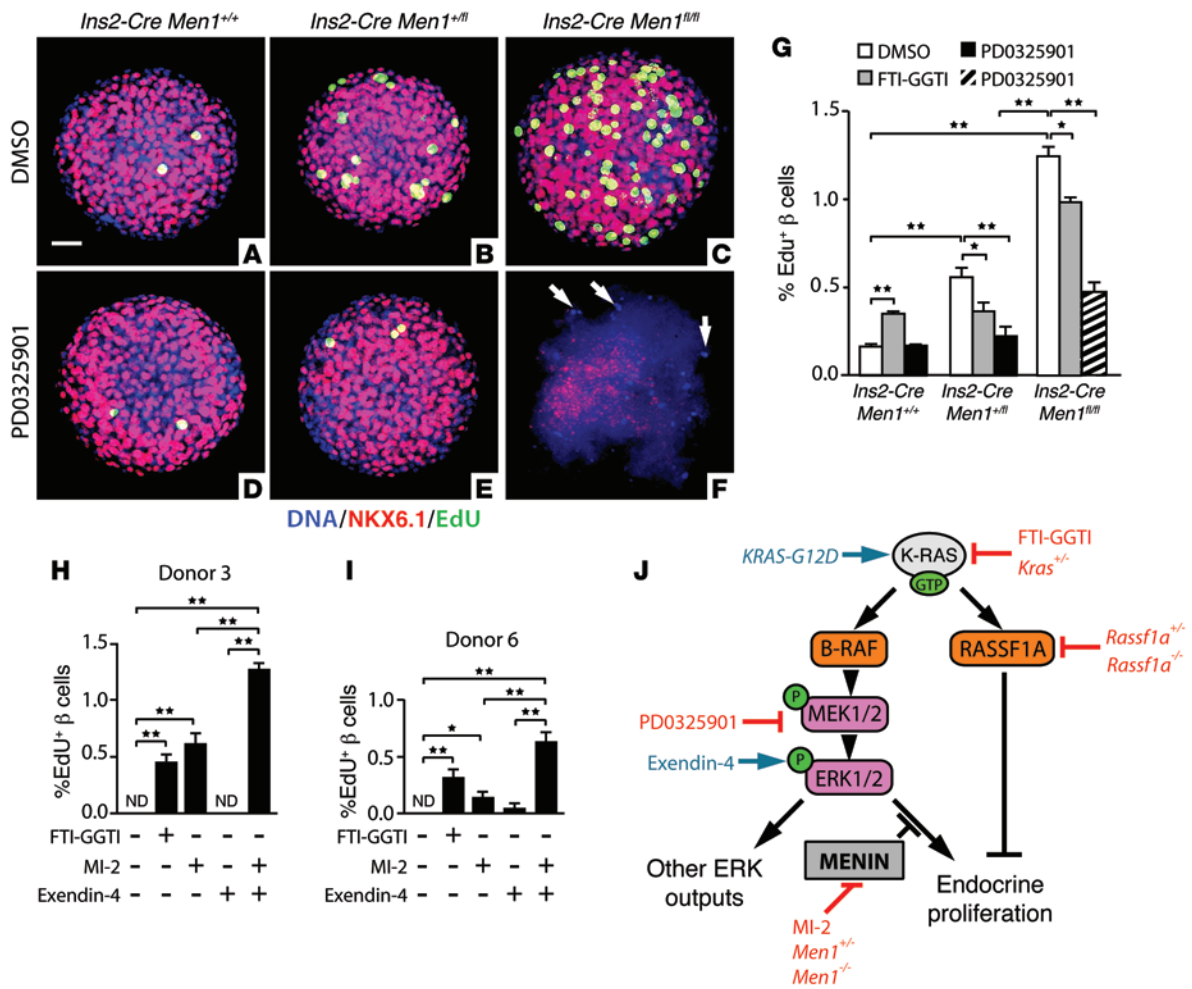 Ins2-Cre Men1+/+
Ins2-Cre Men1+/fl
Ins2-Cre Men1fl/fl
DMSO
A
B
C
PD0325901
D
E
F
DNA/NKX6.1/EdU
G
DMSO
PD0325901
FTI-GGTI
PD0325901
% Edu+ β cells
1.5
1.0
0.5
0.0
★★
★★
★★
★★
★
★★
★★
★
★★
Ins2-Cre
Men1+/+
Ins2-Cre
Men1+/fl
Ins2-Cre
Men1fl/fl
H
Donor 3
%EdU+ β cells
1.5
1.0
0.5
0.0
★★
★★
★★
★★
★★
ND
ND
FTI-GGTI - + - - -
MI-2 - - + - +
Exendin-4 - - - + +
I
Donor 6
%EdU+ β cells
1.0
0.5
0.0
★★
★★
★★
★
★★
ND
FTI-GGTI - + - - -
MI-2 - - + - +
Exendin-4 - - - + +
J
KRAS-G12D
K-RAS
GTP
FTI-GGTI
Kras+/-
B-RAF
RASSF1A
Rassf1a+/-
Rassf1a-/-
P
MEK1/2
PD0325901
Exendin-4
P
ERK1/2
Other ERK
outputs
MENIN
Endocrine
proliferation
MI-2
Men1+/-
Men1-/-